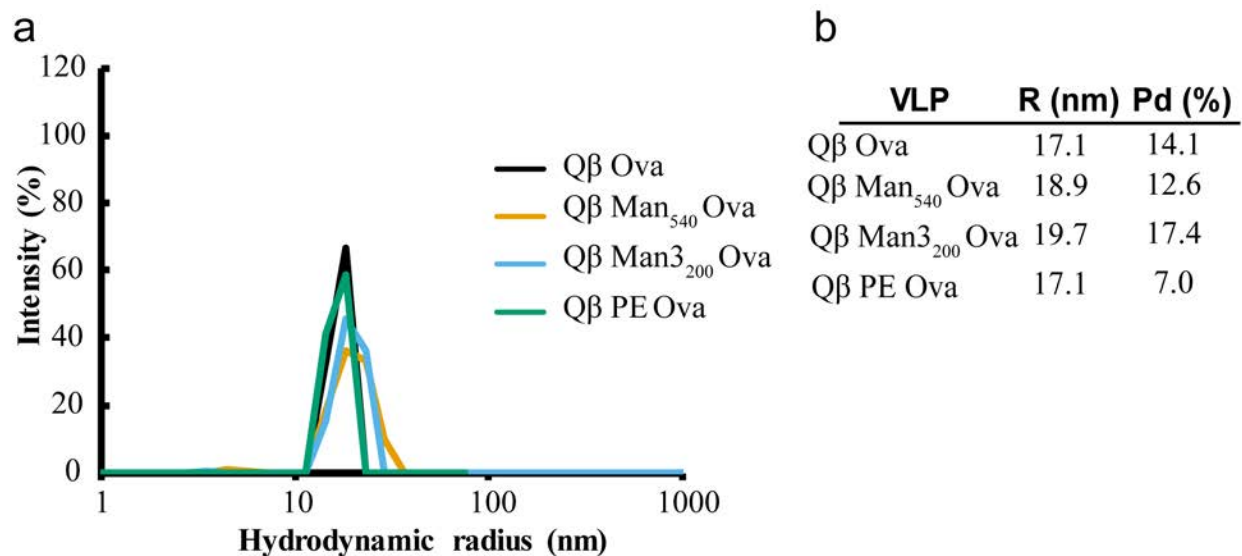 a
120
100
80
60
40
20
0
Intensity (%)
1 10 100 1000
Hydrodynamic radius (nm)
Qβ Ova
Qβ Man₅₄₀ Ova
Qβ Man3₂₀₀ Ova
Qβ PE Ova
b
VLP R (nm) Pd (%)
Qβ Ova 17.1 14.1
Qβ Man₅₄₀ Ova 18.9 12.6
Qβ Man3₂₀₀ Ova 19.7 17.4
Qβ PE Ova 17.1 7.0